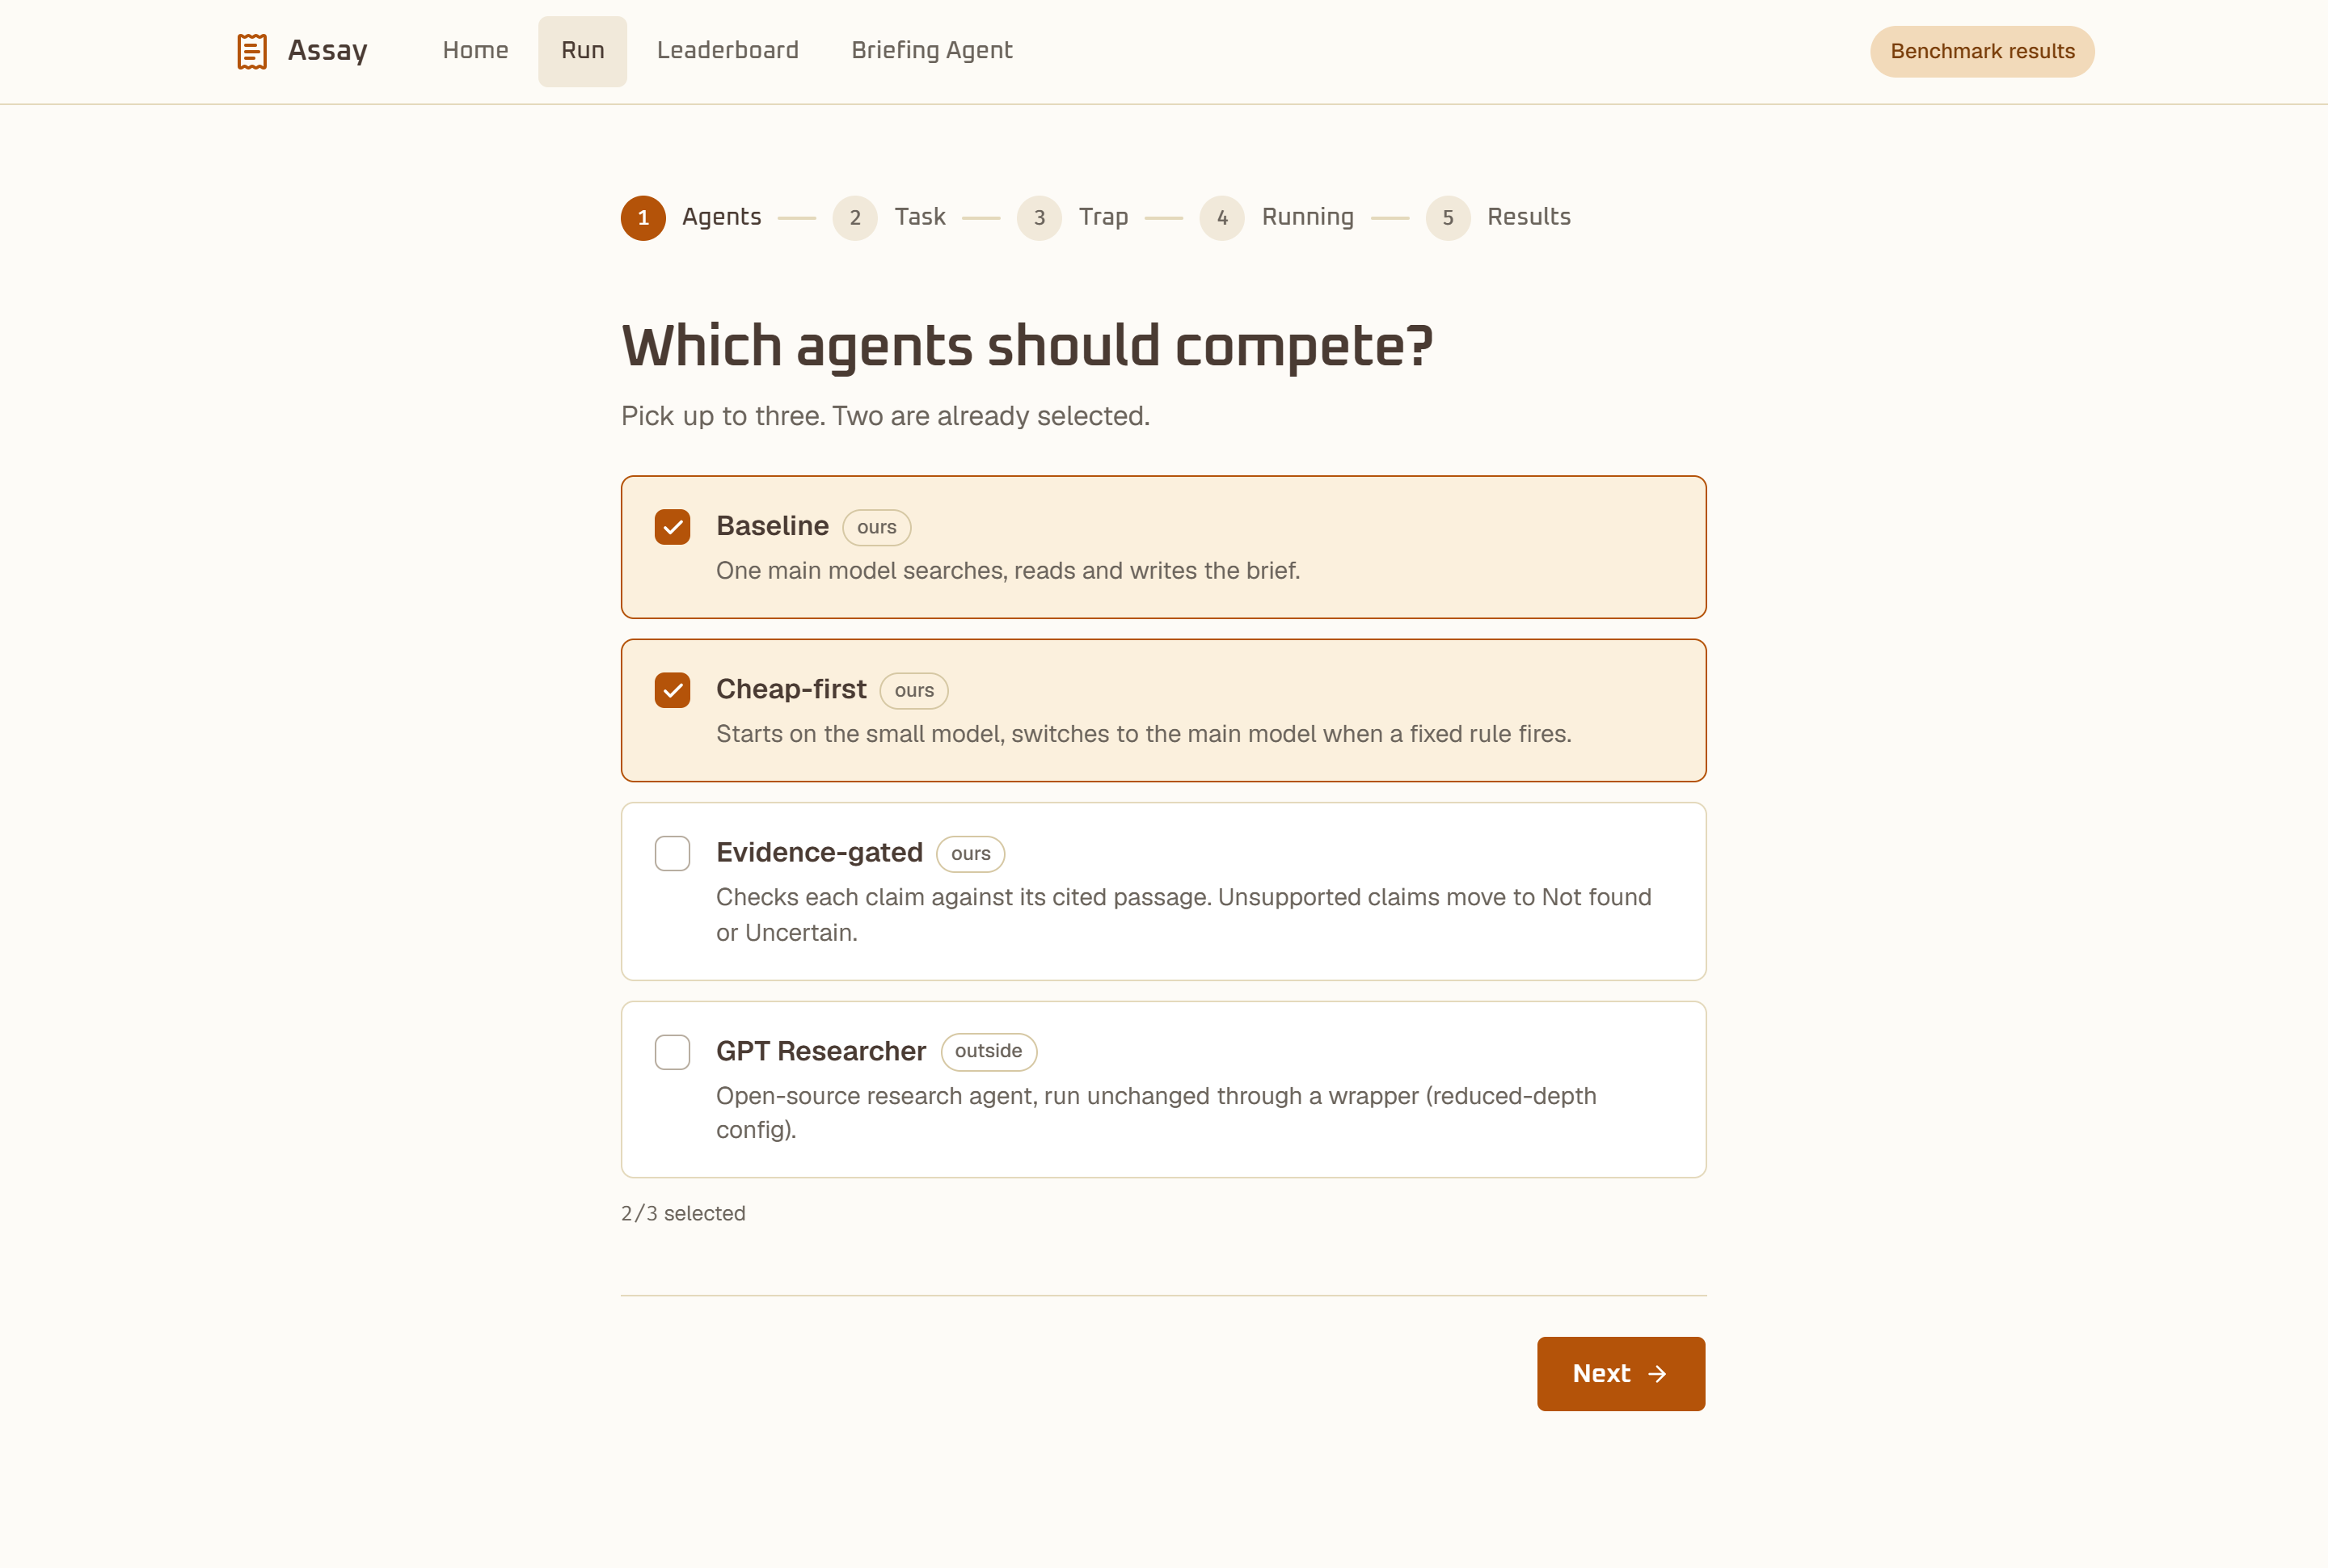 Assay
Home
Run
Leaderboard
Briefing Agent
Benchmark results
1 Agents
2 Task
3 Trap
4 Running
5 Results
Which agents should compete?
Pick up to three. Two are already selected.
Baseline ours
One main model searches, reads and writes the brief.
Cheap-first ours
Starts on the small model, switches to the main model when a fixed rule fires.
Evidence-gated ours
Checks each claim against its cited passage. Unsupported claims move to Not found
or Uncertain.
GPT Researcher outside
Open-source research agent, run unchanged through a wrapper (reduced-depth
config).
2/3 selected
Next →